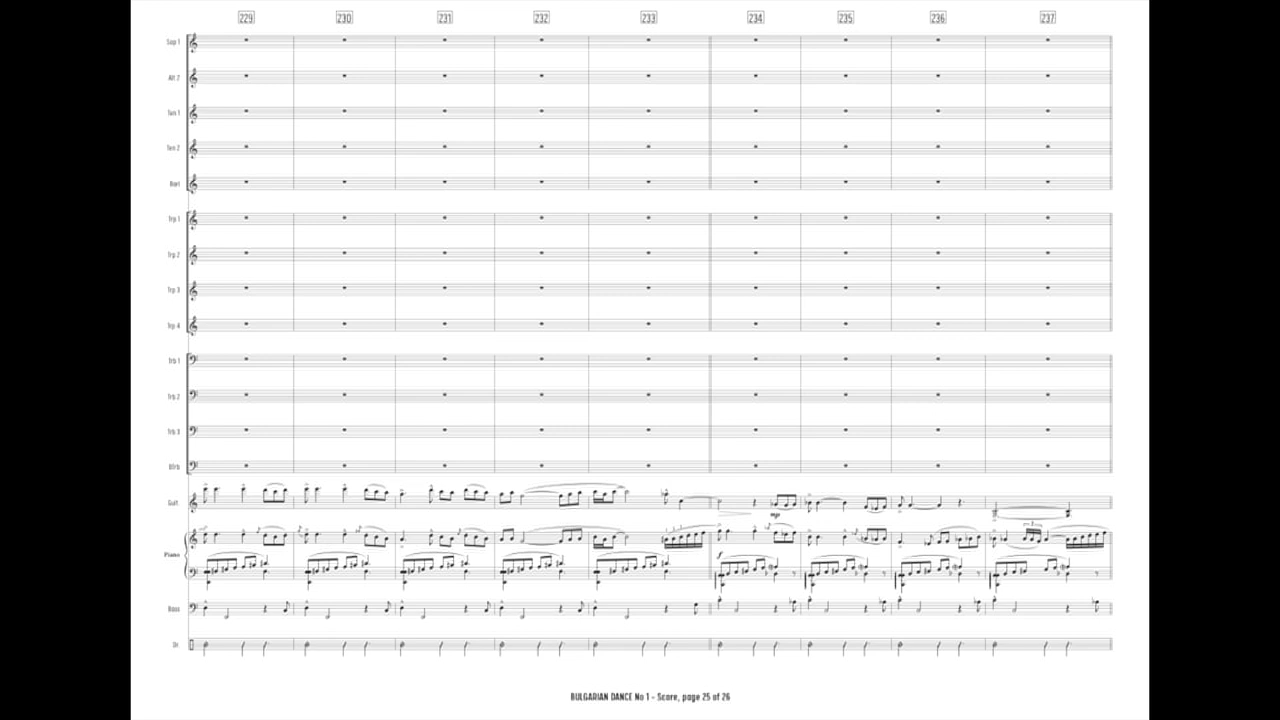 229 230 231 232 233 234 235 236 237
Sop 1
Alt 2
Ten 1
Ten 2
Bari
Trp 1
Trp 2
Trp 3
Trp 4
Trb 1
Trb 2
Trb 3
BTrb
Guit.
mp
Piano
f
Bass
Dr.
BULGARIAN DANCE No 1 - Score, page 25 of 26